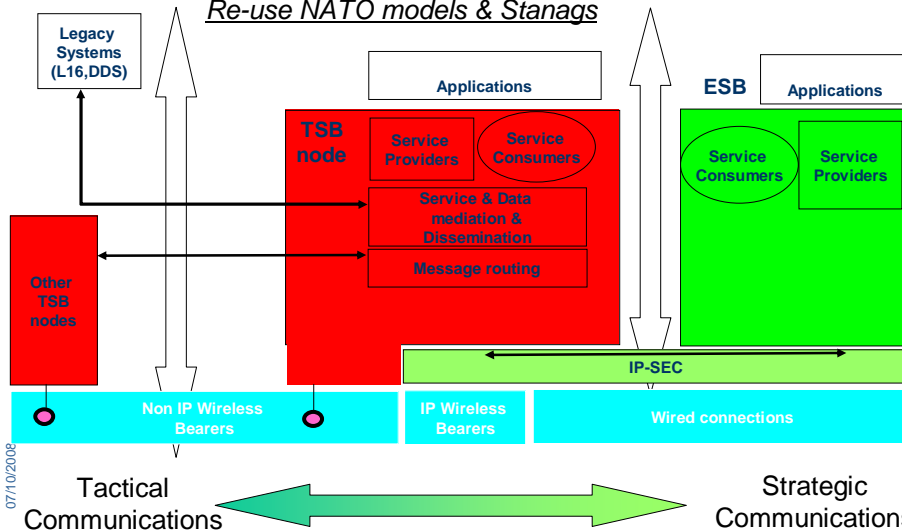 Re-use NATO models & Stanags
Legacy
Systems
(L16,DDS)
Applications
ESB
Applications
TSB
node
Service
Providers
Service
Consumers
Service
Consumers
Service
Providers
Service & Data
mediation &
Dissemination
Message routing
Other
TSB
nodes
IP-SEC
Non IP Wireless
Bearers
IP Wireless
Bearers
Wired connections
07/10/2008
Tactical
Communications
Strategic
Communications